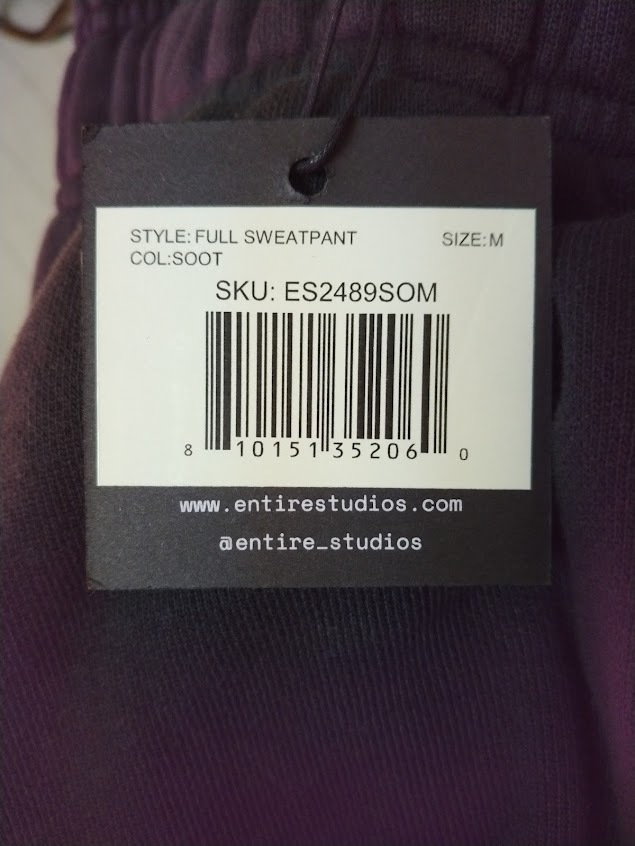 STYLE: FULL SWEATPANT SIZE: M
COL:SOOT
SKU: ES2489SOM
8 10151 35206 0
www.entirestudios.com
@entire_studios